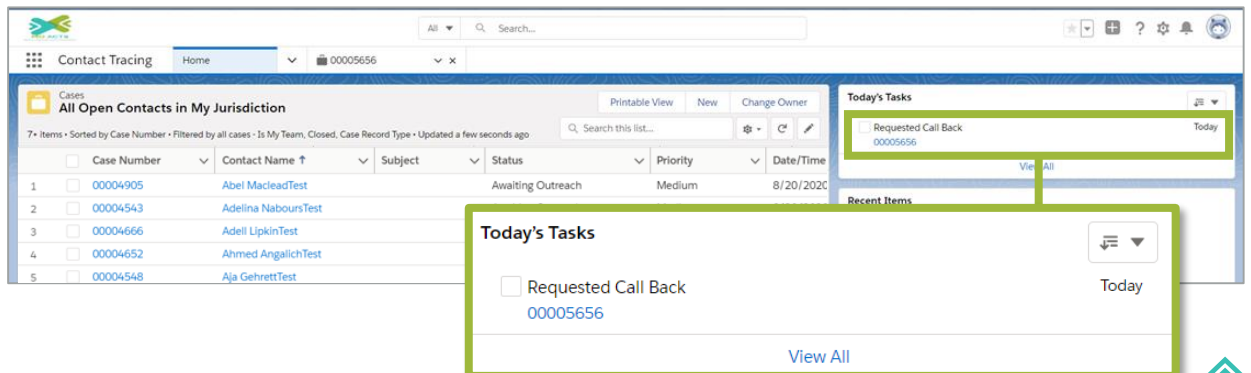 All
Search...
Contact Tracing
Home
00005656
Cases
All Open Contacts in My Jurisdiction
Printable View
New
Change Owner
7+ items • Sorted by Case Number • Filtered by all cases - Is My Team, Closed, Case Record Type • Updated a few seconds ago
Search this list...
Case Number
Contact Name
Subject
Status
Priority
Date/Time
1 00004905 Abel MacleadTest Awaiting Outreach Medium 8/20/2020
2 00004543 Adelina NaboursTest
3 00004666 Adell LipkinTest
4 00004652 Ahmed AngalichTest
5 00004548 Aja GehrettTest
Today's Tasks
Requested Call Back Today
00005656
View All
Recent Items
Today's Tasks
Requested Call Back Today
00005656
View All